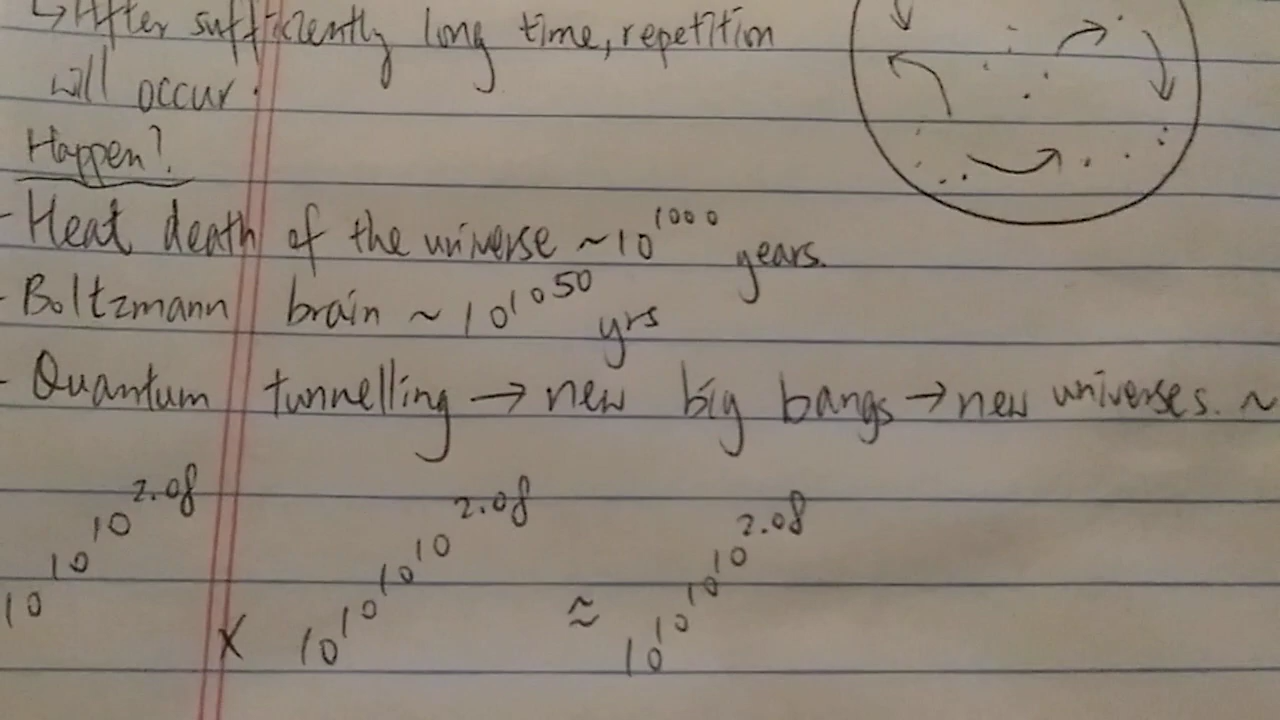 ↳After sufficiently long time, repetition
will occur.
Happen?
- Heat death of the universe ~10^1000 years.
- Boltzmann brain ~ 10^10^50 yrs
- Quantum tunnelling → new big bangs → new universes. ~
10^10^10^2.08 X 10^10^10^10^2.08 ≈ 10^10^10^10^2.08